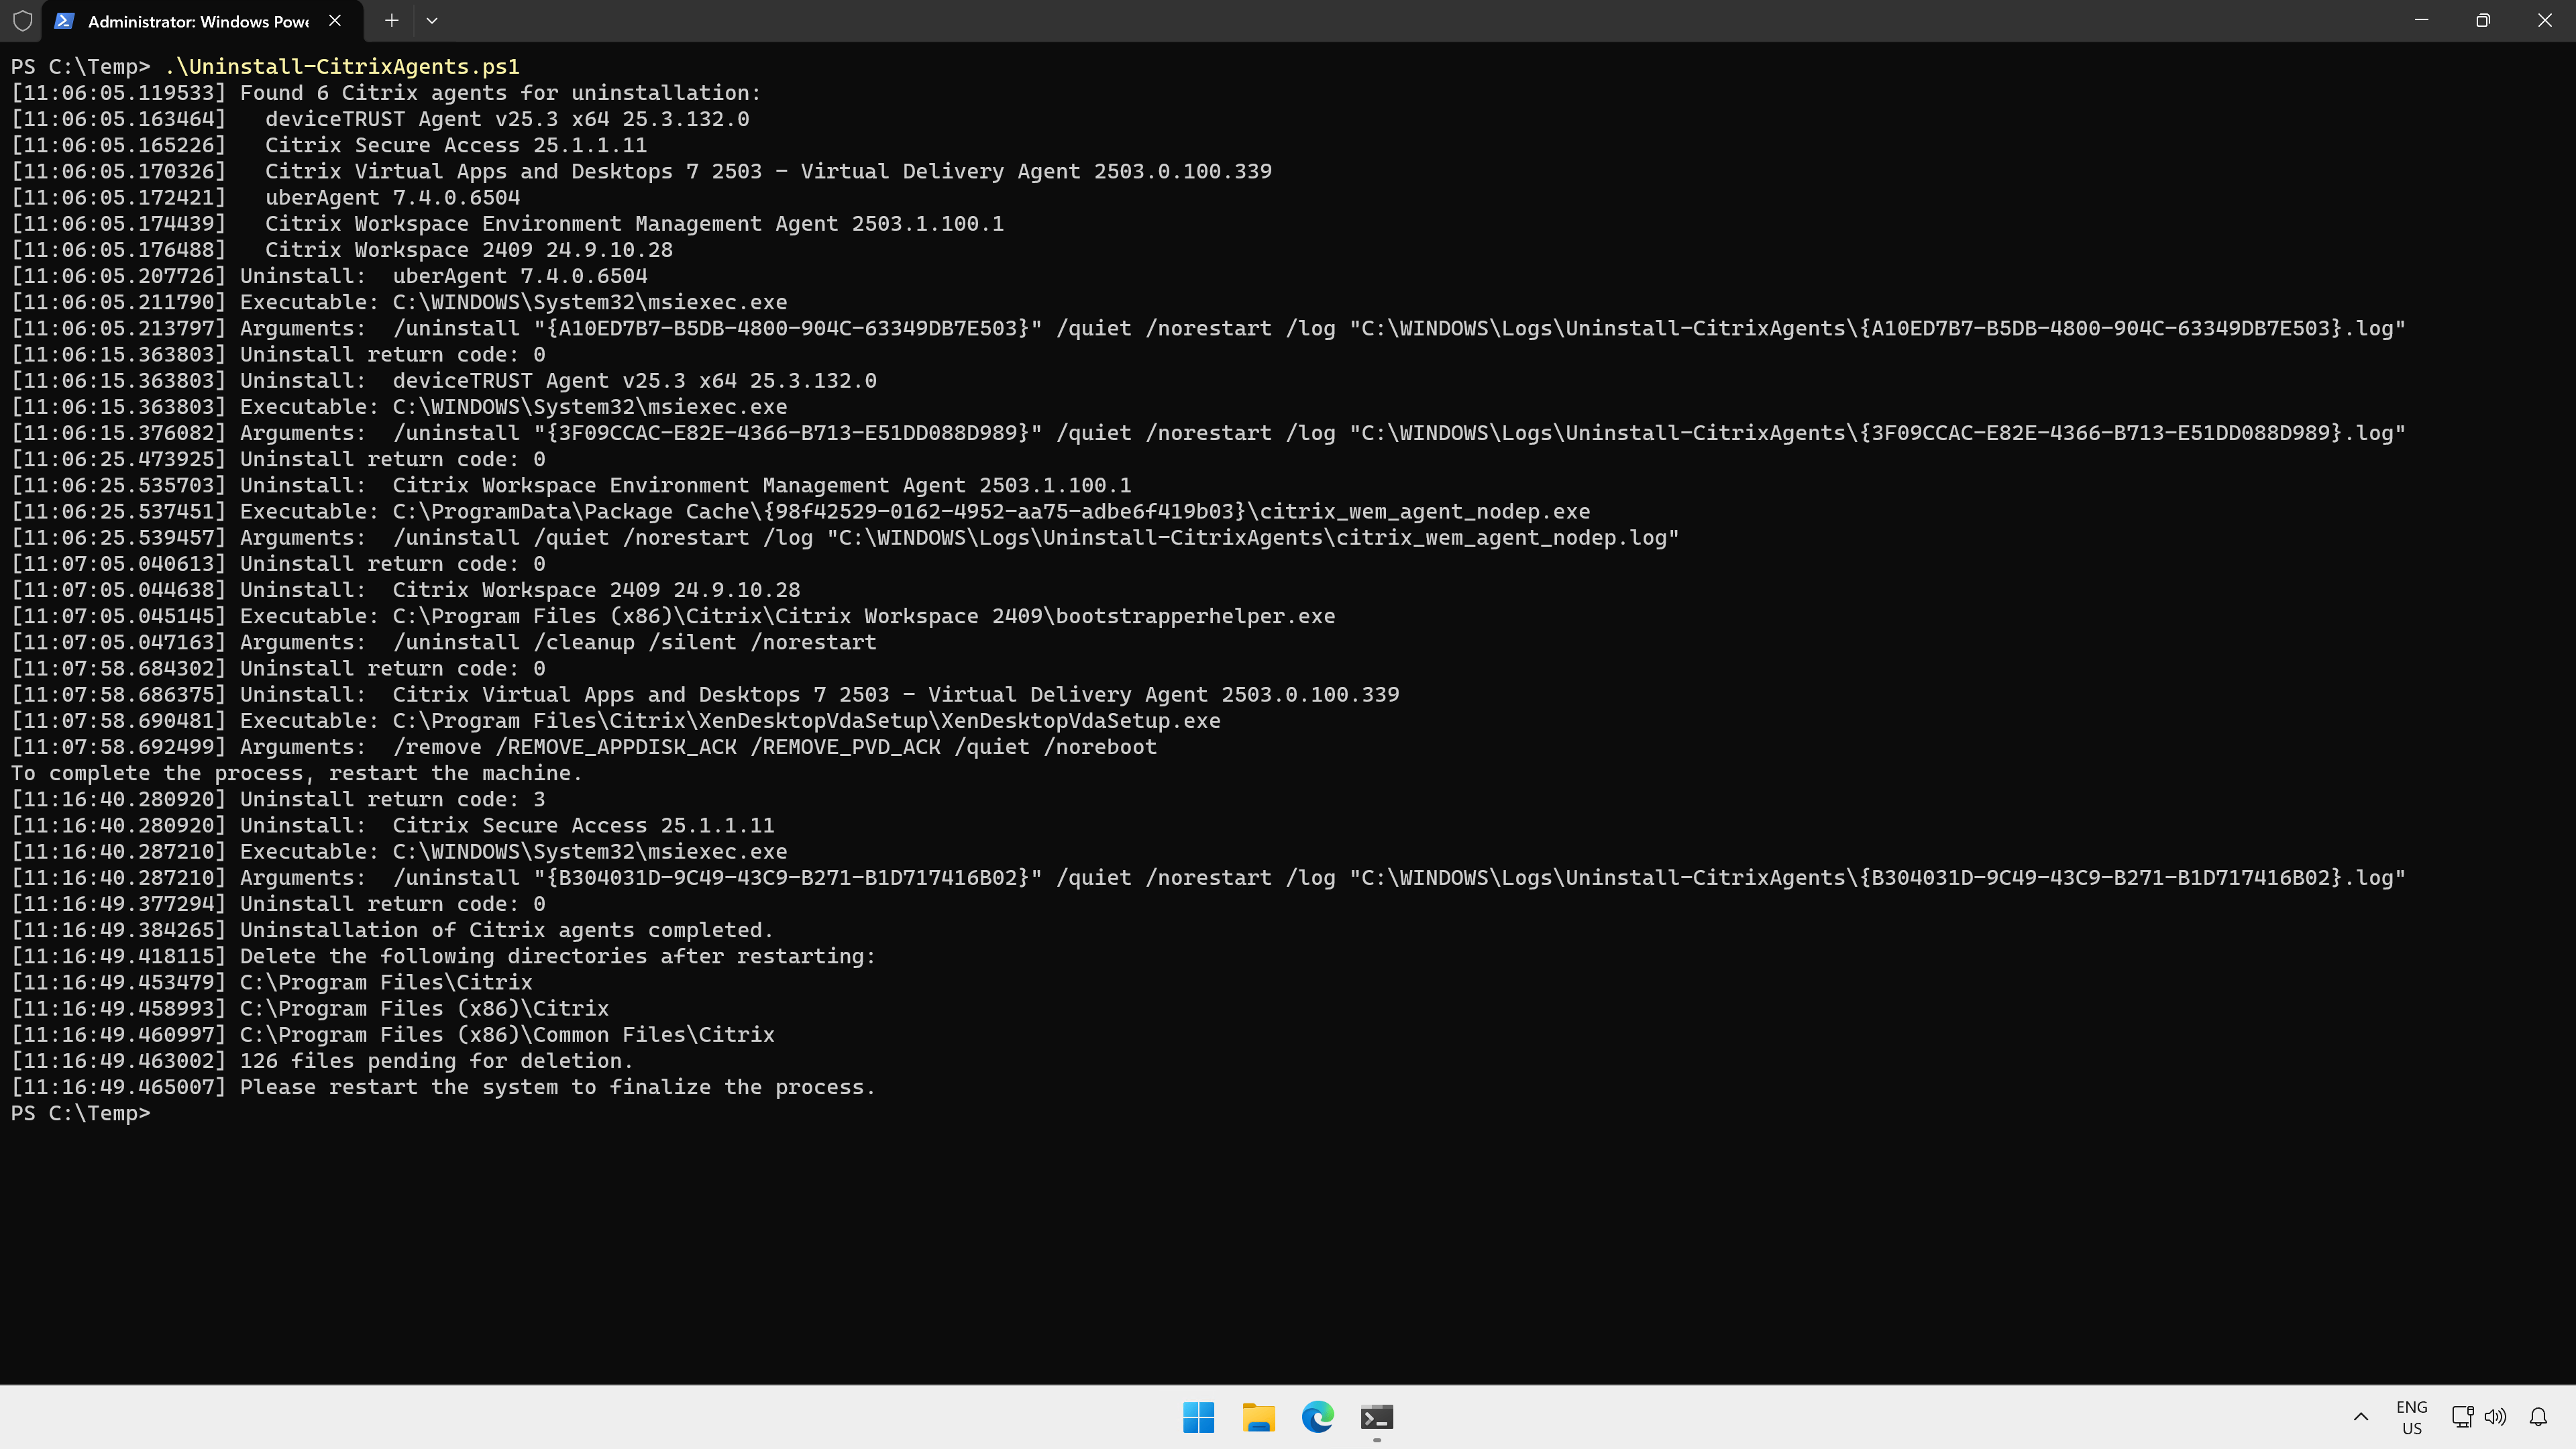 Administrator: Windows Powe
PS C:\Temp> .\Uninstall-CitrixAgents.ps1
[11:06:05.119533] Found 6 Citrix agents for uninstallation:
[11:06:05.163464]   deviceTRUST Agent v25.3 x64 25.3.132.0
[11:06:05.165226]   Citrix Secure Access 25.1.1.11
[11:06:05.170326]   Citrix Virtual Apps and Desktops 7 2503 - Virtual Delivery Agent 2503.0.100.339
[11:06:05.172421]   uberAgent 7.4.0.6504
[11:06:05.174439]   Citrix Workspace Environment Management Agent 2503.1.100.1
[11:06:05.176488]   Citrix Workspace 2409 24.9.10.28
[11:06:05.207726] Uninstall:  uberAgent 7.4.0.6504
[11:06:05.211790] Executable: C:\WINDOWS\System32\msiexec.exe
[11:06:05.213797] Arguments:  /uninstall "{A10ED7B7-B5DB-4800-904C-63349DB7E503}" /quiet /norestart /log "C:\WINDOWS\Logs\Uninstall-CitrixAgents\{A10ED7B7-B5DB-4800-904C-63349DB7E503}.log"
[11:06:15.363803] Uninstall return code: 0
[11:06:15.363803] Uninstall:  deviceTRUST Agent v25.3 x64 25.3.132.0
[11:06:15.363803] Executable: C:\WINDOWS\System32\msiexec.exe
[11:06:15.376082] Arguments:  /uninstall "{3F09CCAC-E82E-4366-B713-E51DD088D989}" /quiet /norestart /log "C:\WINDOWS\Logs\Uninstall-CitrixAgents\{3F09CCAC-E82E-4366-B713-E51DD088D989}.log"
[11:06:25.473925] Uninstall return code: 0
[11:06:25.535703] Uninstall:  Citrix Workspace Environment Management Agent 2503.1.100.1
[11:06:25.537451] Executable: C:\ProgramData\Package Cache\{98f42529-0162-4952-aa75-adbe6f419b03}\citrix_wem_agent_nodep.exe
[11:06:25.539457] Arguments:  /uninstall /quiet /norestart /log "C:\WINDOWS\Logs\Uninstall-CitrixAgents\citrix_wem_agent_nodep.log"
[11:07:05.040613] Uninstall return code: 0
[11:07:05.044638] Uninstall:  Citrix Workspace 2409 24.9.10.28
[11:07:05.045145] Executable: C:\Program Files (x86)\Citrix\Citrix Workspace 2409\bootstrapperhelper.exe
[11:07:05.047163] Arguments:  /uninstall /cleanup /silent /norestart
[11:07:58.684302] Uninstall return code: 0
[11:07:58.686375] Uninstall:  Citrix Virtual Apps and Desktops 7 2503 - Virtual Delivery Agent 2503.0.100.339
[11:07:58.690481] Executable: C:\Program Files\Citrix\XenDesktopVdaSetup\XenDesktopVdaSetup.exe
[11:07:58.692499] Arguments:  /remove /REMOVE_APPDISK_ACK /REMOVE_PVD_ACK /quiet /noreboot
To complete the process, restart the machine.
[11:16:40.280920] Uninstall return code: 3
[11:16:40.280920] Uninstall:  Citrix Secure Access 25.1.1.11
[11:16:40.287210] Executable: C:\WINDOWS\System32\msiexec.exe
[11:16:40.287210] Arguments:  /uninstall "{B304031D-9C49-43C9-B271-B1D717416B02}" /quiet /norestart /log "C:\WINDOWS\Logs\Uninstall-CitrixAgents\{B304031D-9C49-43C9-B271-B1D717416B02}.log"
[11:16:49.377294] Uninstall return code: 0
[11:16:49.384265] Uninstallation of Citrix agents completed.
[11:16:49.418115] Delete the following directories after restarting:
[11:16:49.453479] C:\Program Files\Citrix
[11:16:49.458993] C:\Program Files (x86)\Citrix
[11:16:49.460997] C:\Program Files (x86)\Common Files\Citrix
[11:16:49.463002] 126 files pending for deletion.
[11:16:49.465007] Please restart the system to finalize the process.
PS C:\Temp>
ENG
US